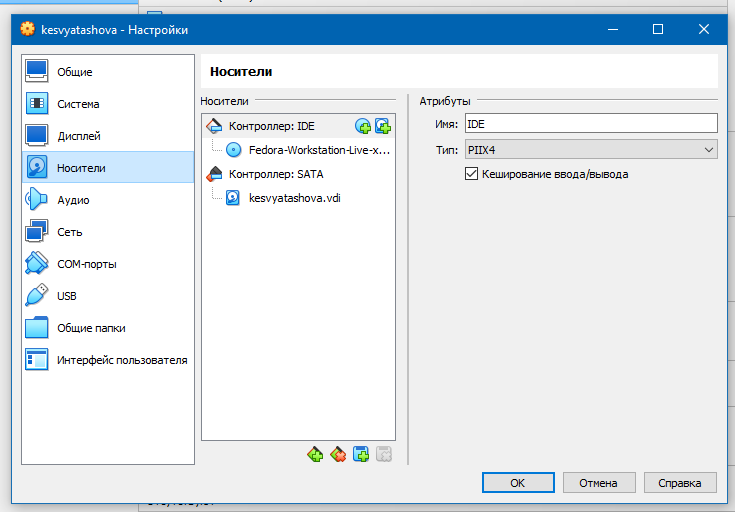 kesvyatashova - Настройки
Общие
Система
Дисплей
Носители
Аудио
Сеть
COM-порты
USB
Общие папки
Интерфейс пользователя
Носители
Носители
Контроллер: IDE
Fedora-Workstation-Live-x...
Контроллер: SATA
kesvyatashova.vdi
Атрибуты
Имя: IDE
Тип: PIIX4
Кеширование ввода/вывода
OK
Отмена
Справка